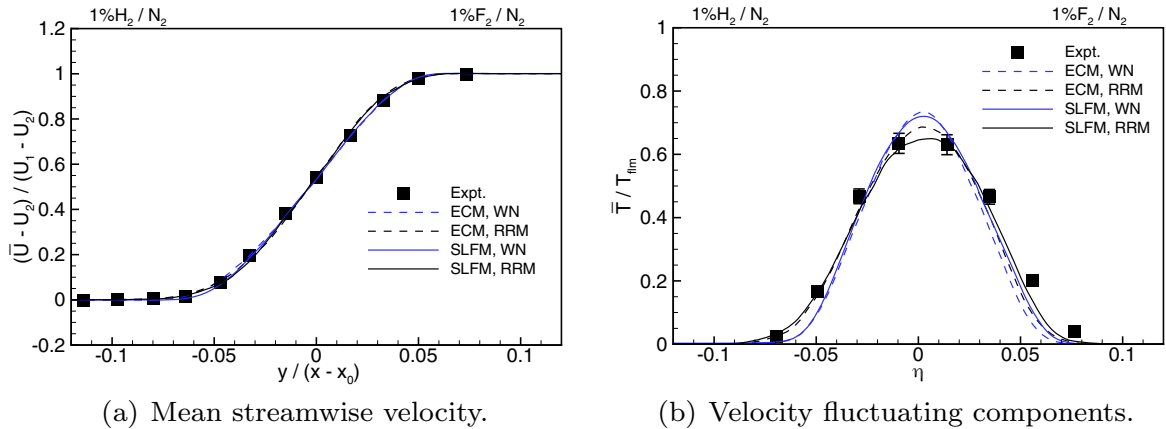 1%H2 / N2 1%F2 / N2
1.2
1
0.8
0.6
0.4
0.2
0
-0.2
(U̅ - U2) / (U1 - U2)
Expt.
ECM, WN
ECM, RRM
SLFM, WN
SLFM, RRM
-0.1 -0.05 0 0.05 0.1
y / (x - x0)
(a) Mean streamwise velocity.
1%H2 / N2 1%F2 / N2
1
0.8
0.6
0.4
0.2
0
T̅ / Tflm
Expt.
ECM, WN
ECM, RRM
SLFM, WN
SLFM, RRM
-0.1 -0.05 0 0.05 0.1
η
(b) Velocity fluctuating components.